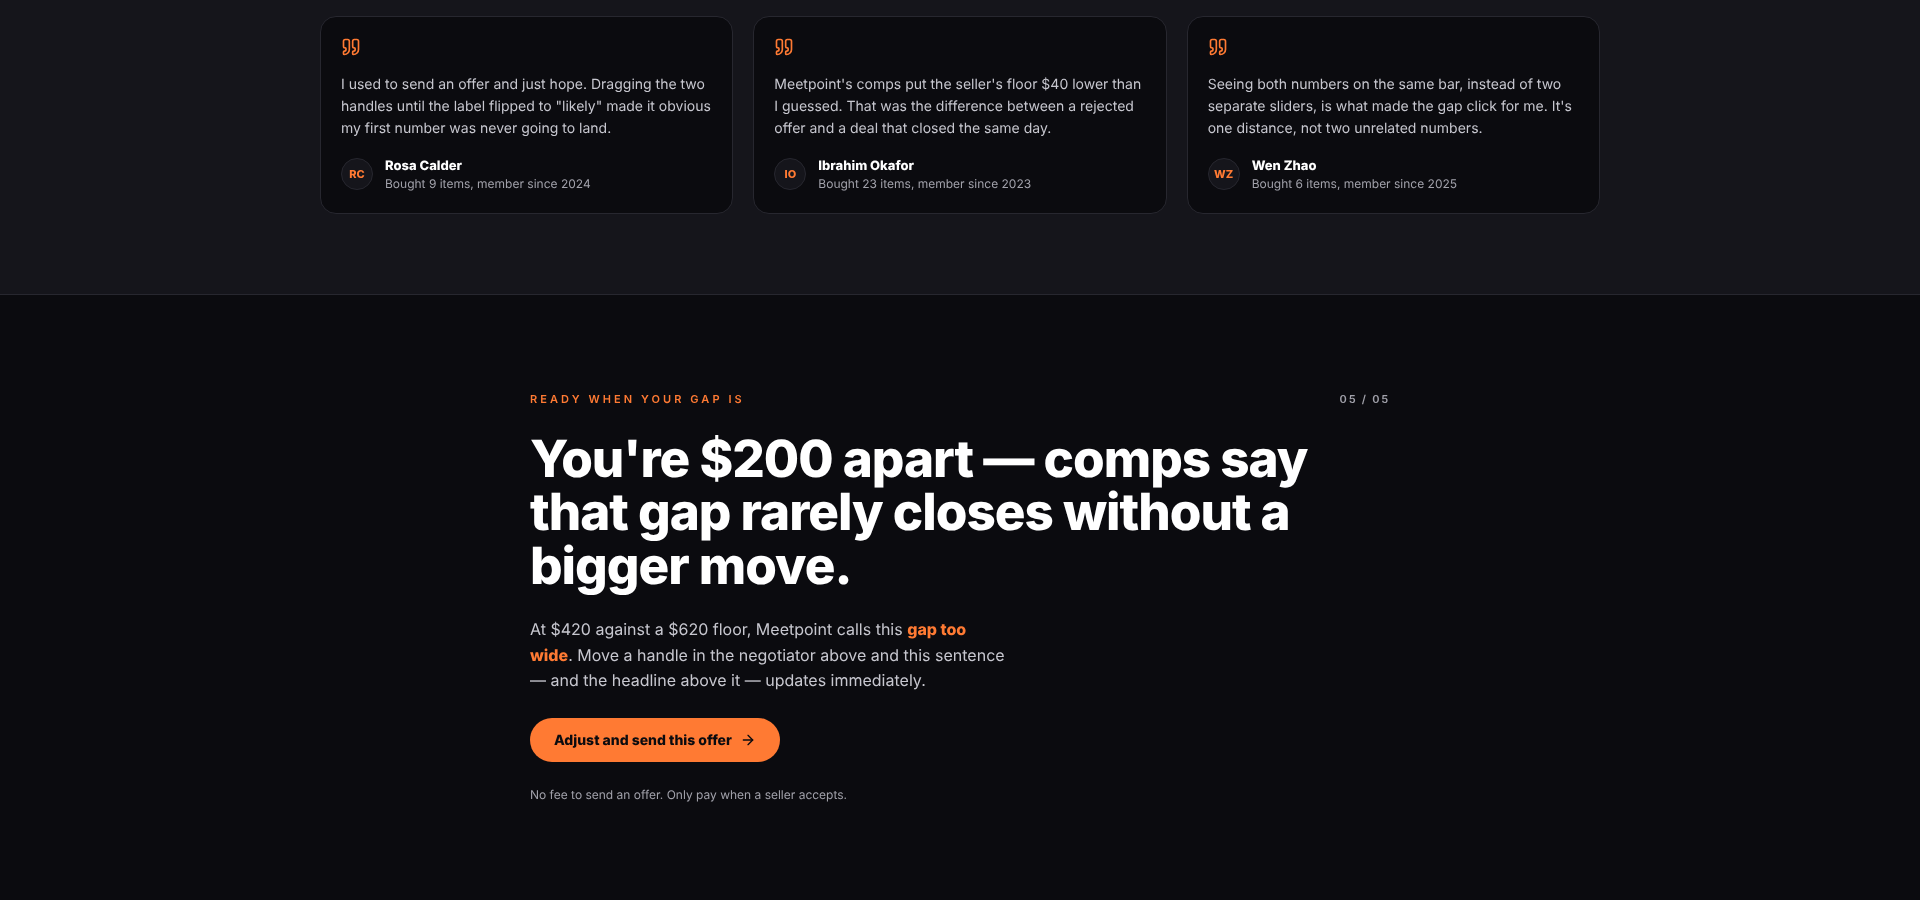 I used to send an offer and just hope. Dragging the two
handles until the label flipped to "likely" made it obvious
my first number was never going to land.
RC
Rosa Calder
Bought 9 items, member since 2024
Meetpoint's comps put the seller's floor $40 lower than
I guessed. That was the difference between a rejected
offer and a deal that closed the same day.
IO
Ibrahim Okafor
Bought 23 items, member since 2023
Seeing both numbers on the same bar, instead of two
separate sliders, is what made the gap click for me. It's
one distance, not two unrelated numbers.
WZ
Wen Zhao
Bought 6 items, member since 2025
READY WHEN YOUR GAP IS
05 / 05
You're $200 apart — comps say
that gap rarely closes without a
bigger move.
At $420 against a $620 floor, Meetpoint calls this gap too
wide. Move a handle in the negotiator above and this sentence
— and the headline above it — updates immediately.
Adjust and send this offer
No fee to send an offer. Only pay when a seller accepts.